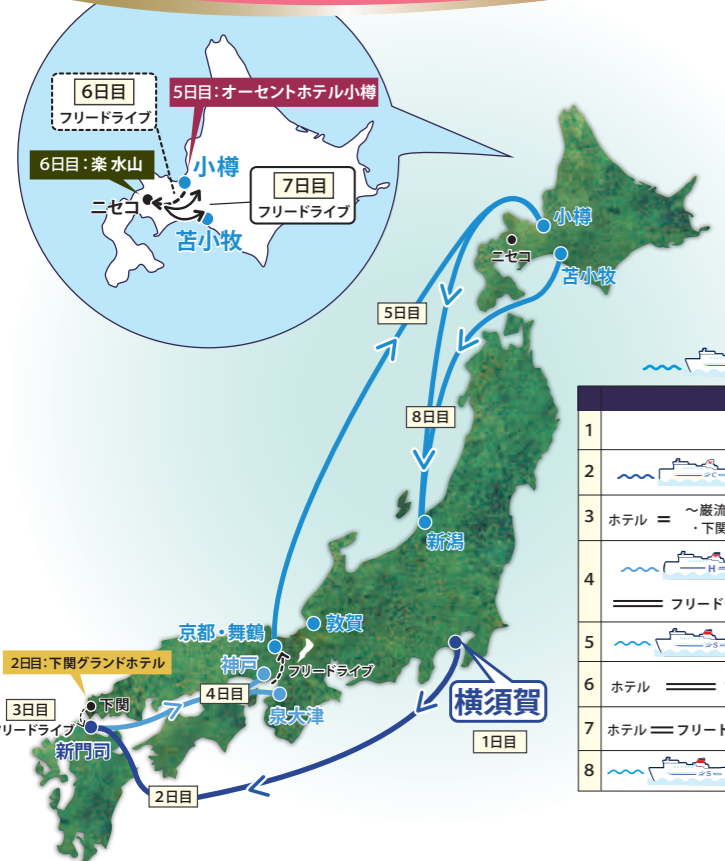 6日目
フリードライブ
5日目:オーセントホテル小樽
6日目:楽 水山
小樽
ニセコ
7日目
フリードライブ
苫小牧
小樽
ニセコ
苫小牧
5日目
8日目
新潟
敦賀
京都・舞鶴
神戸
フリードライブ
2日目:下関グランドホテル
4日目
泉大津
横須賀
1日目
3日目
フリードライブ
下関
新門司
2日目
1
2
3 ホテル = ～巌流
・下関
4
H
フリード
5
S
6 ホテル
7 ホテル フリード
8
S